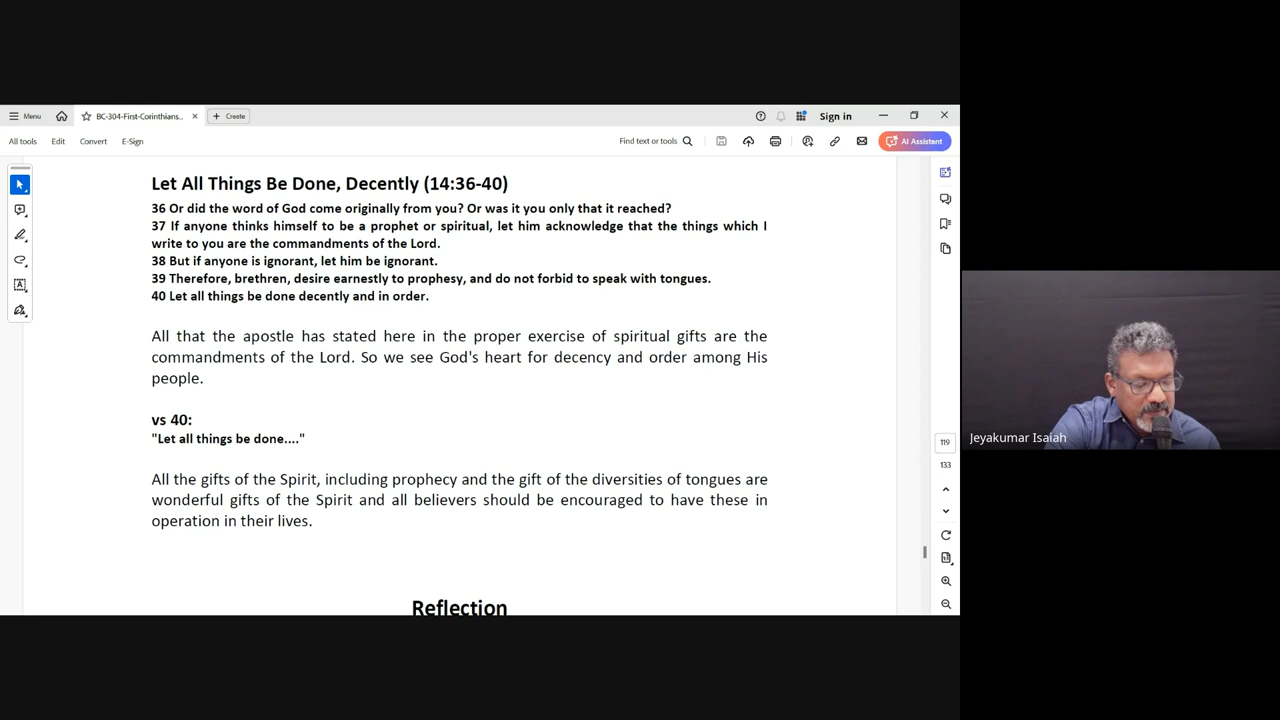 Menu
BC-304-First-Corinthians...
Create
Sign in
All tools
Edit
Convert
E-Sign
Find text or tools
AI Assistant
Let All Things Be Done, Decently (14:36-40)
36 Or did the word of God come originally from you? Or was it you only that it reached?
37 If anyone thinks himself to be a prophet or spiritual, let him acknowledge that the things which I
write to you are the commandments of the Lord.
38 But if anyone is ignorant, let him be ignorant.
39 Therefore, brethren, desire earnestly to prophesy, and do not forbid to speak with tongues.
40 Let all things be done decently and in order.
All that the apostle has stated here in the proper exercise of spiritual gifts are the
commandments of the Lord. So we see God's heart for decency and order among His
people.
vs 40:
"Let all things be done...."
All the gifts of the Spirit, including prophecy and the gift of the diversities of tongues are
wonderful gifts of the Spirit and all believers should be encouraged to have these in
operation in their lives.
Reflection
119
133
Jeyakumar Isaiah